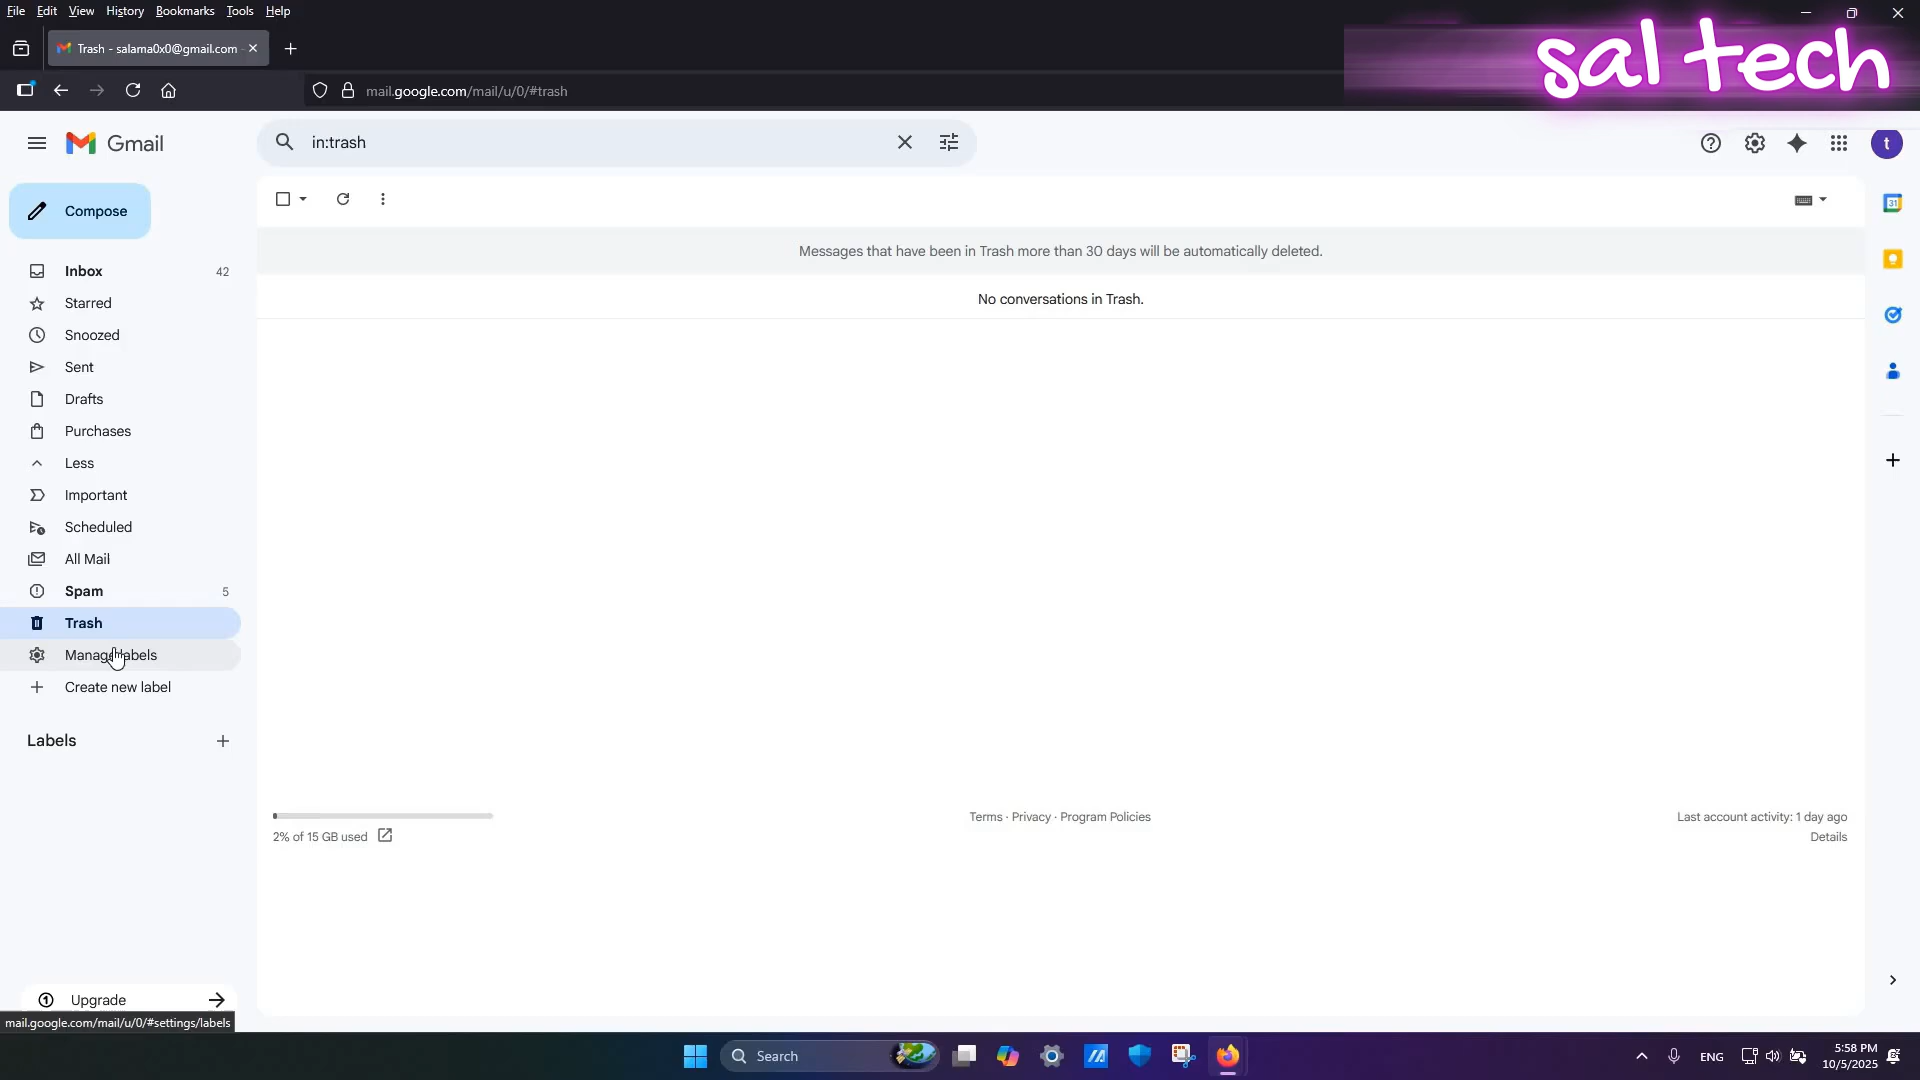 File Edit View History Bookmarks Tools Help
Trash - salama0x0@gmail.com -
sal tech
mail.google.com/mail/u/0/#trash
Gmail
in:trash
t
Compose
31
Messages that have been in Trash more than 30 days will be automatically deleted.
Inbox 42
No conversations in Trash.
Starred
Snoozed
Sent
Drafts
Purchases
Less
Important
Scheduled
All Mail
Spam 5
Trash
Manage labels
Create new label
Labels
Terms · Privacy · Program Policies
Last account activity: 1 day ago
2% of 15 GB used
Details
Upgrade
mail.google.com/mail/u/0/#settings/labels
Search
ENG
5:58 PM
10/5/2025